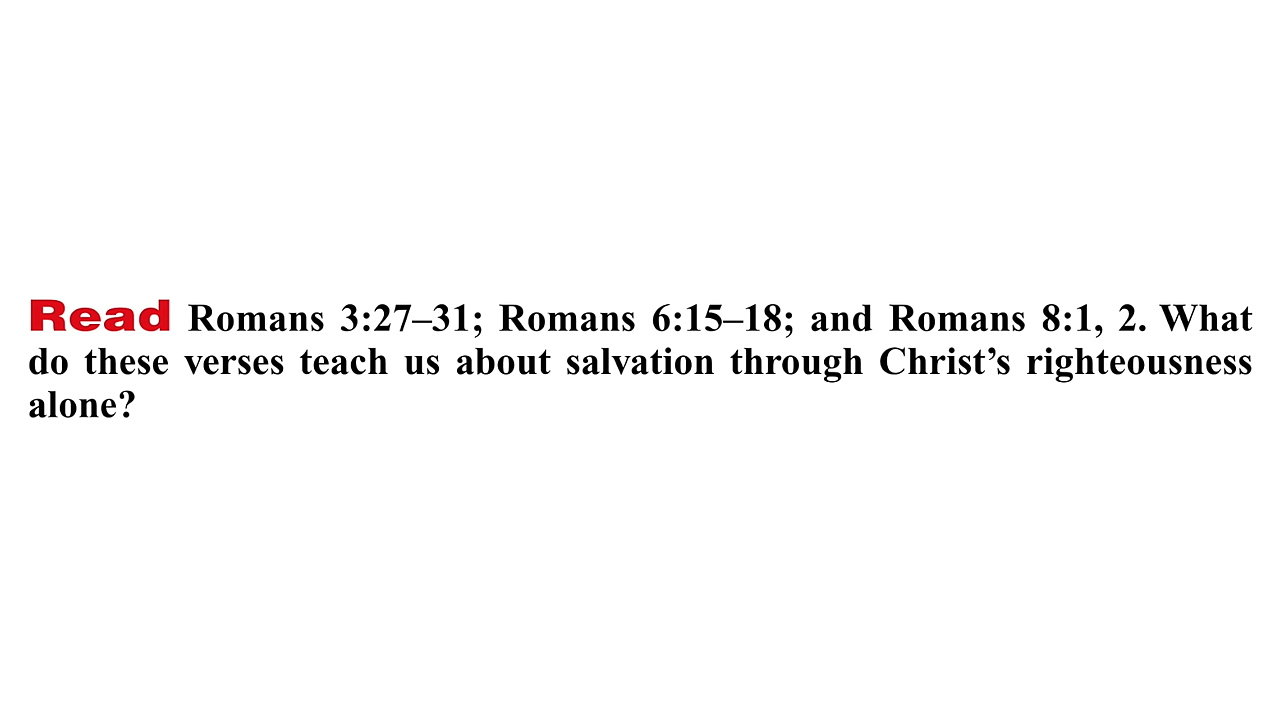 Read Romans 3:27–31; Romans 6:15–18; and Romans 8:1, 2. What
do these verses teach us about salvation through Christ’s righteousness
alone?